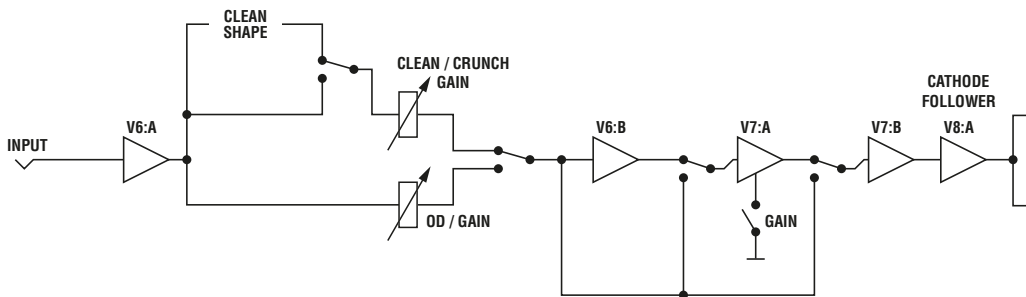 CLEAN
SHAPE
CLEAN / CRUNCH
GAIN
CATHODE
FOLLOWER
INPUT
V6:A
V6:B
V7:A
V7:B
V8:A
OD / GAIN
GAIN